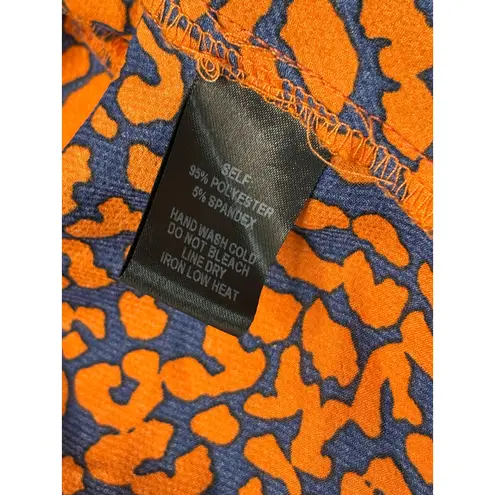 SELF:
95% POLYESTER
5% SPANDEX
HAND WASH COLD
DO NOT BLEACH
LINE DRY
IRON LOW HEAT